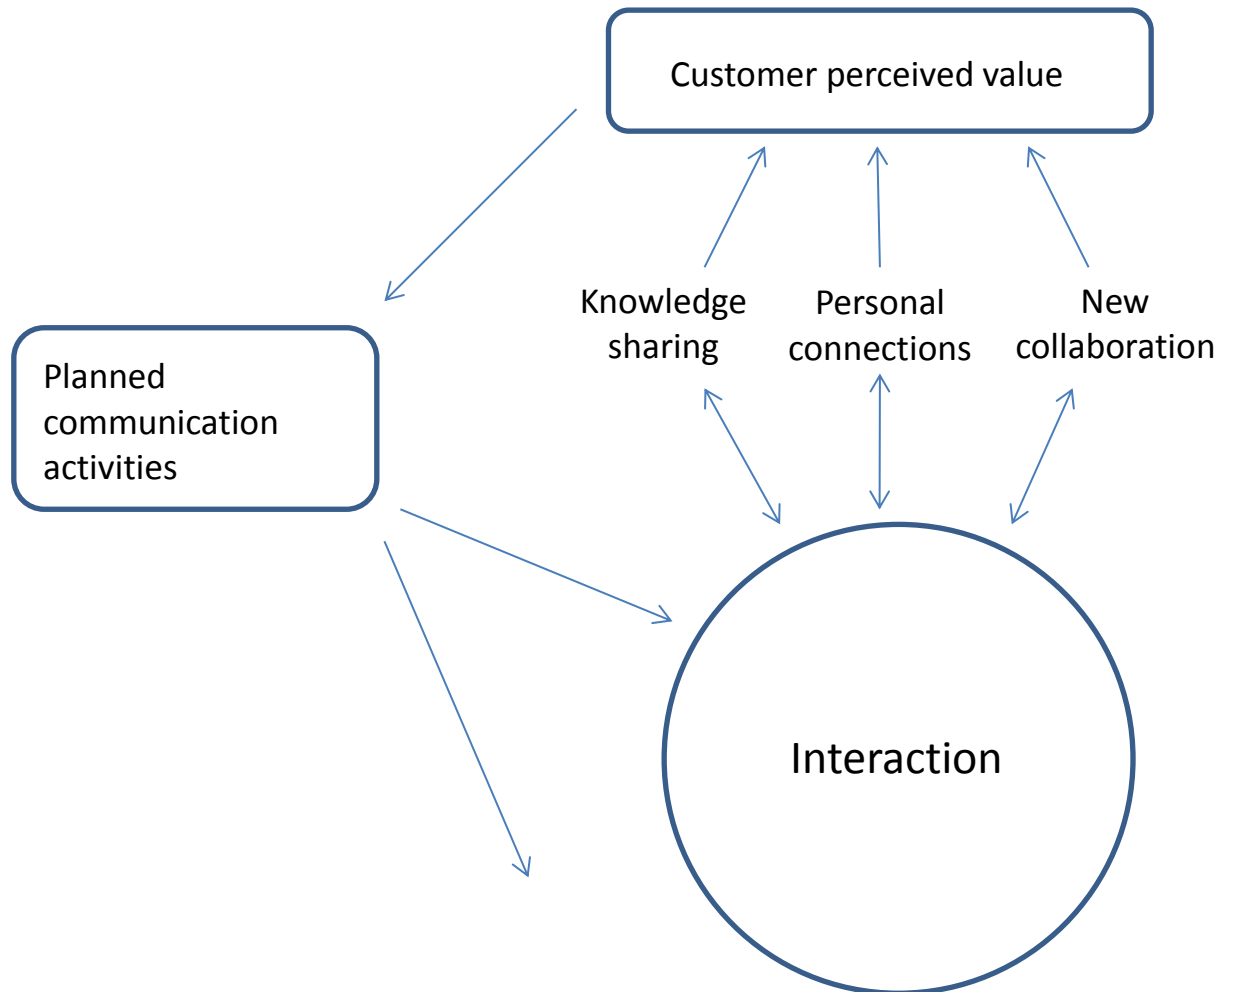 Customer perceived value
Knowledge
sharing
Personal
connections
New
collaboration
Planned
communication
activities
Interaction